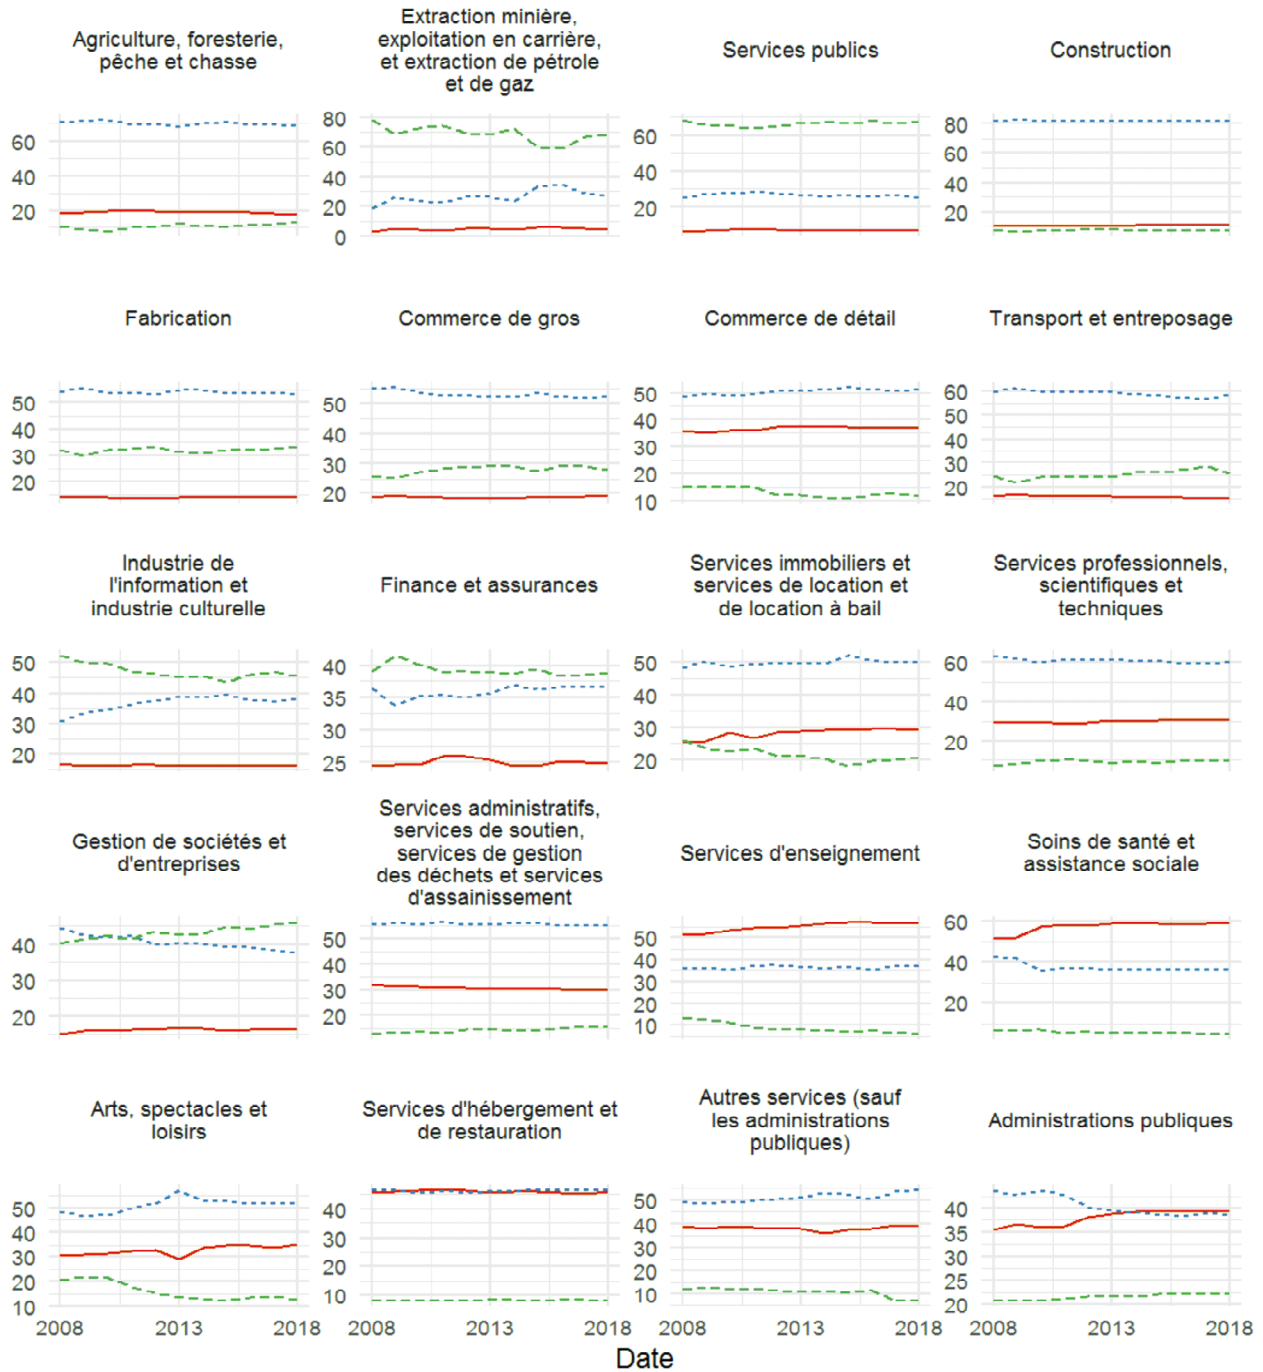 Agriculture, foresterie,
pêche et chasse
Extraction minière,
exploitation en carrière,
et extraction de pétrole
et de gaz
Services publics
Construction
60
40
20
80
60
40
20
0
60
40
20
80
60
40
20
Fabrication
Commerce de gros
Commerce de détail
Transport et entreposage
50
40
30
20
50
40
30
20
50
40
30
20
10
60
50
40
30
20
Industrie de
l'information et
industrie culturelle
Finance et assurances
Services immobiliers et
services de location et
de location à bail
Services professionnels,
scientifiques et
techniques
50
40
30
20
40
35
30
25
50
40
30
20
60
40
20
Gestion de sociétés et
d'entreprises
Services administratifs,
services de soutien,
services de gestion
des déchets et services
d'assainissement
Services d'enseignement
Soins de santé et
assistance sociale
40
30
20
50
40
30
20
50
40
30
20
10
60
40
20
Arts, spectacles et
loisirs
Services d'hébergement et
de restauration
Autres services (sauf
les administrations
publiques)
Administrations publiques
50
40
30
20
10
40
30
20
10
50
40
30
20
10
40
35
30
25
20
2008 2013 2018
2008 2013 2018
2008 2013 2018
2008 2013 2018
Date